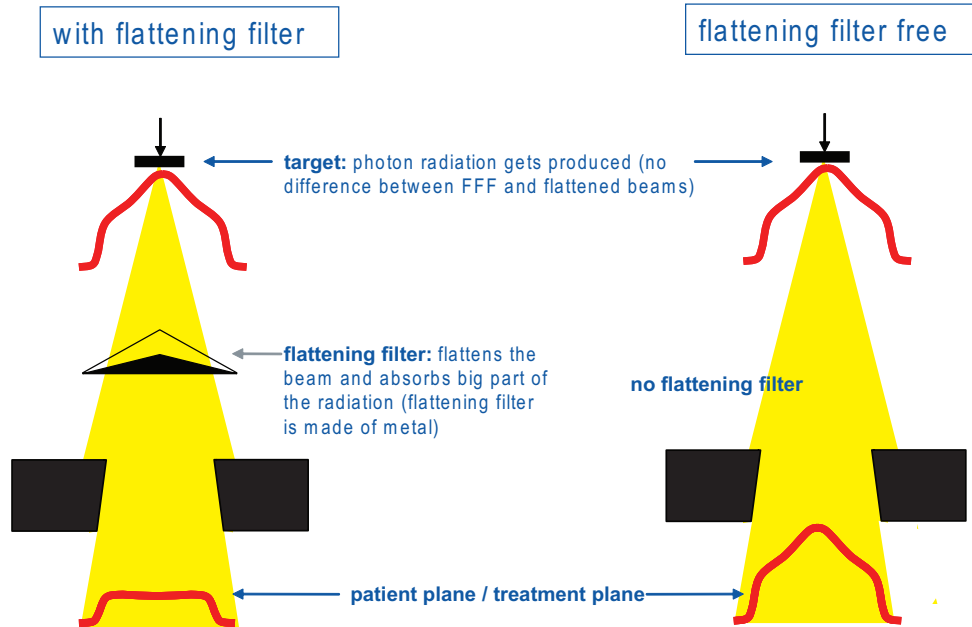 with flattening filter
flattening filter free
target: photon radiation gets produced (no
difference between FFF and flattened beams)
flattening filter: flattens the
beam and absorbs big part of
the radiation (flattening filter
is made of metal)
no flattening filter
patient plane / treatment plane